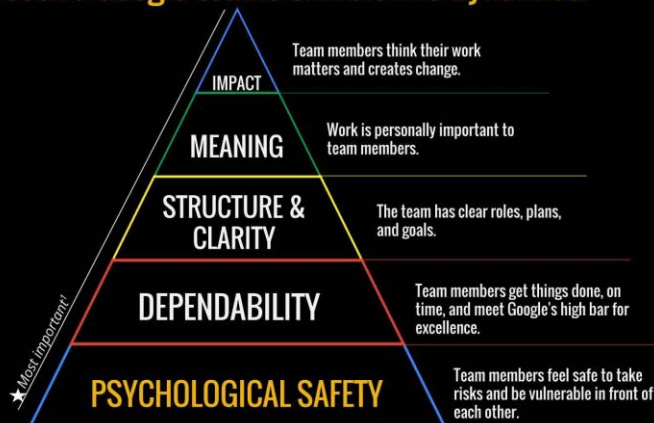 Team members think their work
matters and creates change.
IMPACT
MEANING
Work is personally important to
team members.
STRUCTURE &
CLARITY
The team has clear roles, plans,
and goals.
DEPENDABILITY
Team members get things done, on
time, and meet Google's high bar for
excellence.
★Most important¹
PSYCHOLOGICAL SAFETY
Team members feel safe to take
risks and be vulnerable in front of
each other.